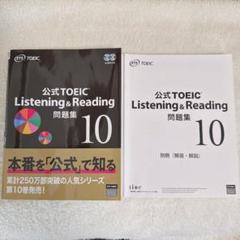 ETS TOEIC
公式TOEIC
Listening & Reading
問題集
10
本番を「公式」で知る
累計250万部突破の人気シリーズ
第10巻発売!
ETS TOEIC
公式TOEIC
Listening & Reading
問題集
10
別冊『解答・解説』
iibc